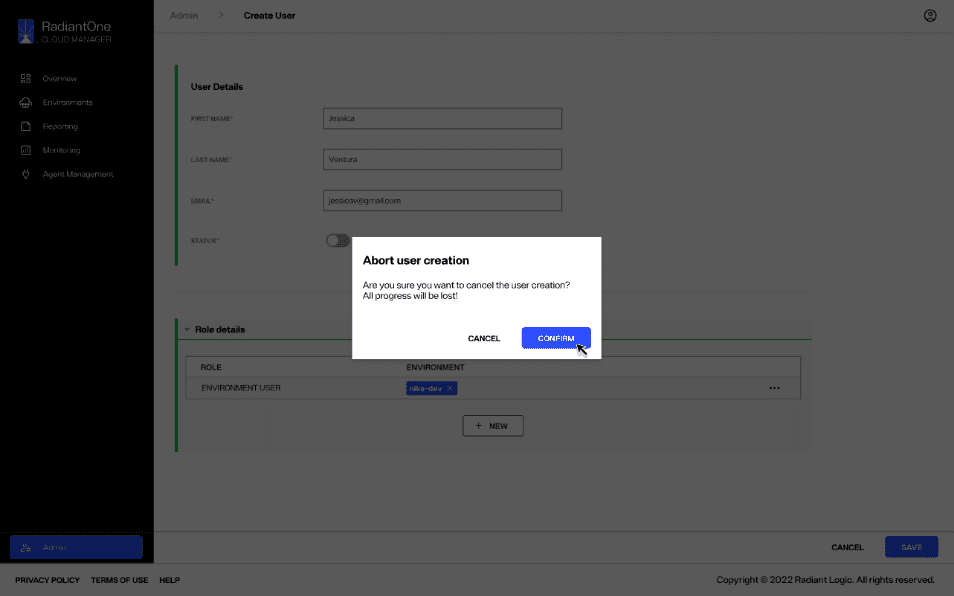 RadiantOne
CLOUD MANAGER
Admin > Create User
Overview
Environments
Reporting
Monitoring
Agent Management
Admin
User Details
FIRST NAME*
Jessica
LAST NAME*
Ventura
EMAIL*
jessicav@gmail.com
STATUS*
Abort user creation
Are you sure you want to cancel the user creation?
All progress will be lost!
CANCEL
CONFIRM
Role details
ROLE ENVIRONMENT
ENVIRONMENT USER nike-dev ×
+ NEW
CANCEL
SAVE
PRIVACY POLICY TERMS OF USE HELP
Copyright © 2022 Radiant Logic. All rights reserved.